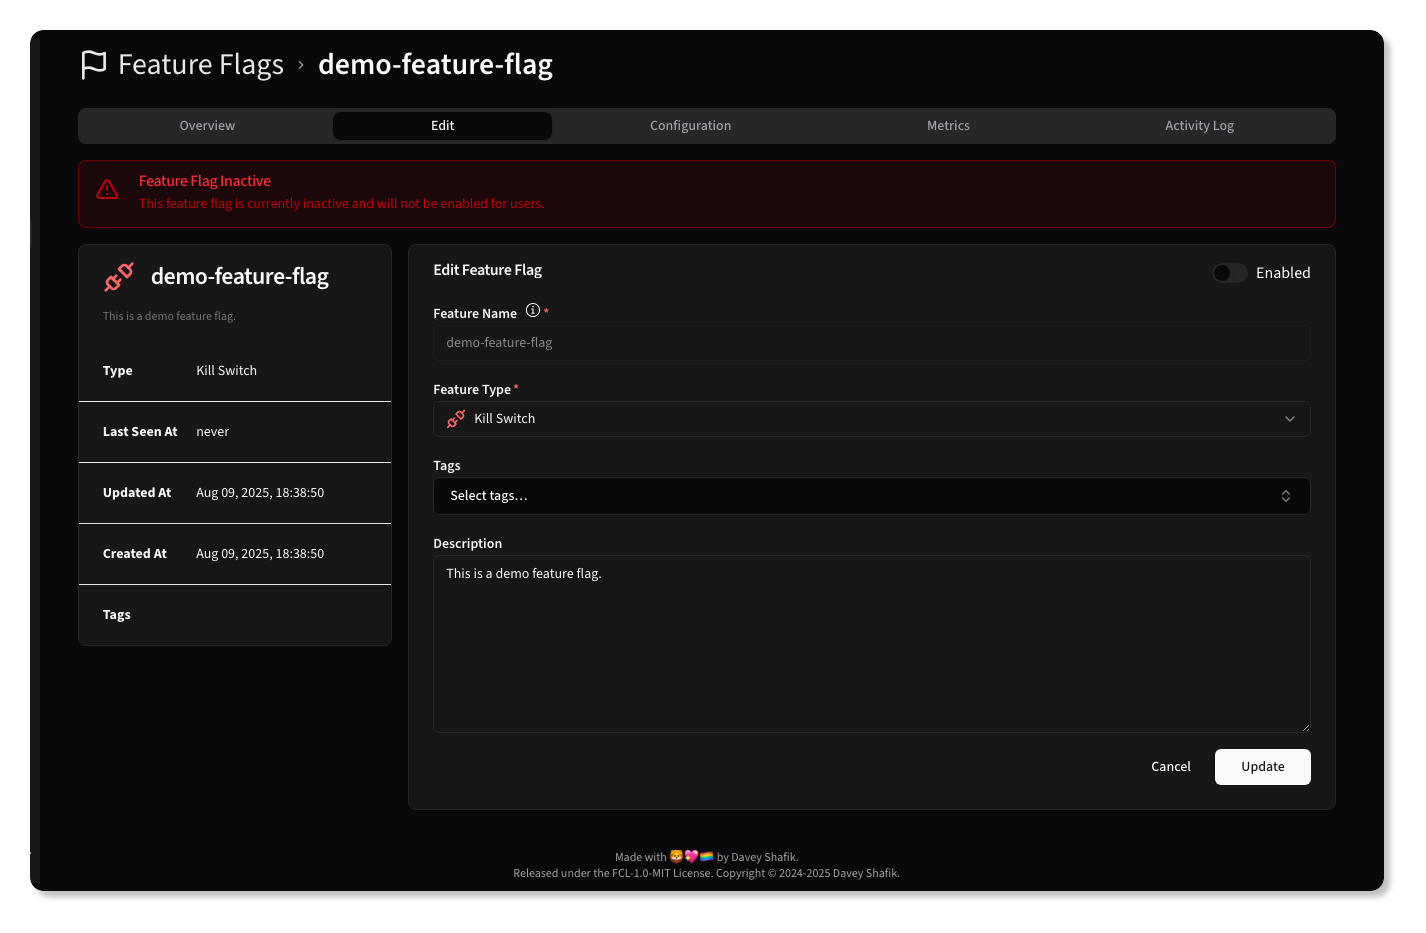 Feature Flags › demo-feature-flag
Overview
Edit
Configuration
Metrics
Activity Log
Feature Flag Inactive
This feature flag is currently inactive and will not be enabled for users.
demo-feature-flag
This is a demo feature flag.
Type Kill Switch
Last Seen At never
Updated At Aug 09, 2025, 18:38:50
Created At Aug 09, 2025, 18:38:50
Tags
Edit Feature Flag
Enabled
Feature Name *
demo-feature-flag
Feature Type *
Kill Switch
Tags
Select tags...
Description
This is a demo feature flag.
Cancel
Update
Made with 🦁💖🏳️‍🌈 by Davey Shafik.
Released under the FCL-1.0-MIT License. Copyright © 2024-2025 Davey Shafik.